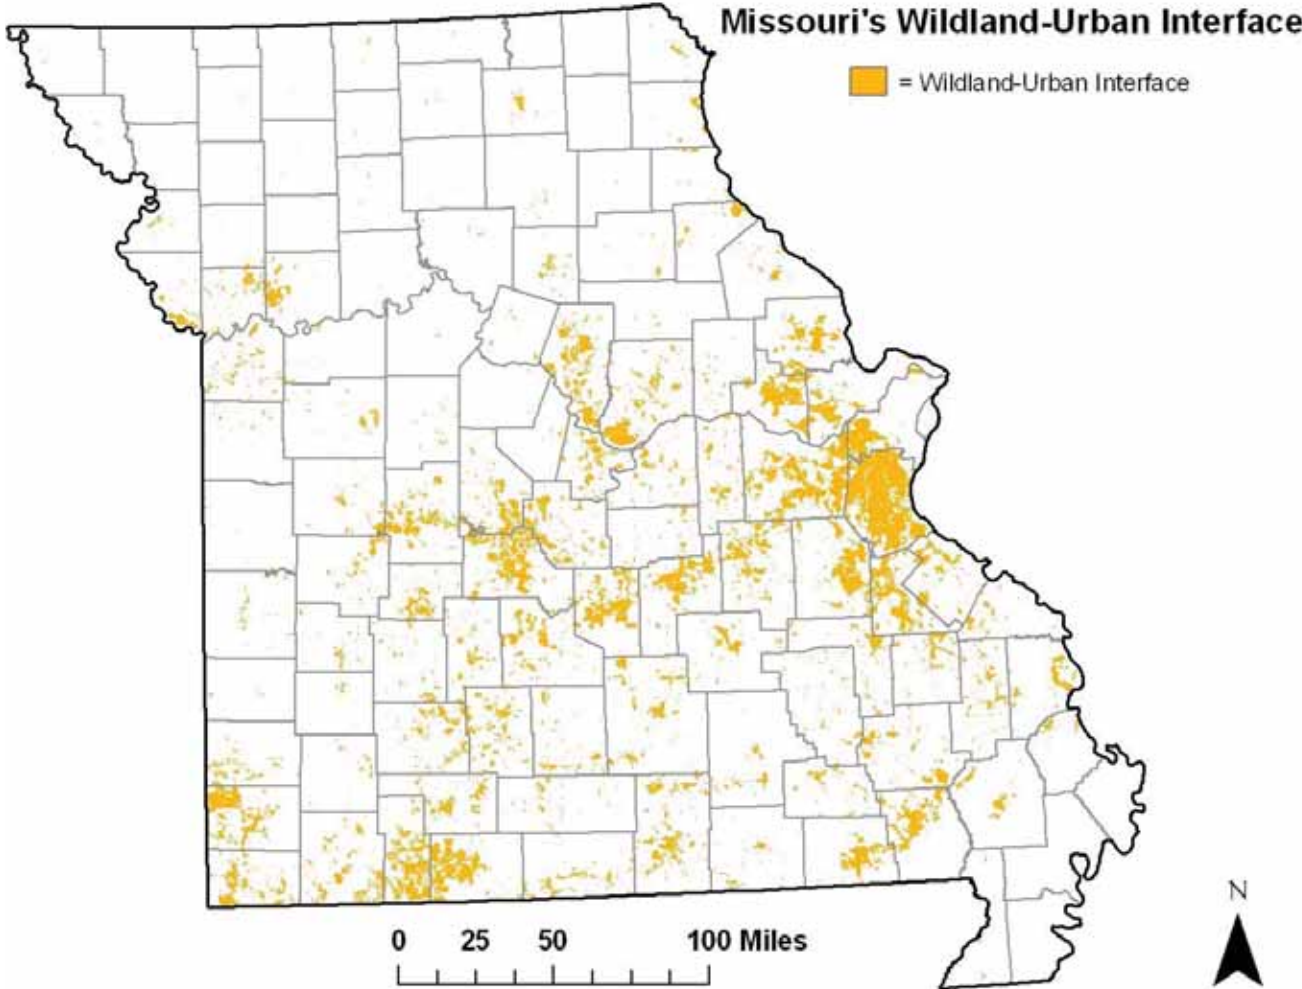 Missouri's Wildland-Urban Interface
= Wildland-Urban Interface
N
0 25 50 100 Miles